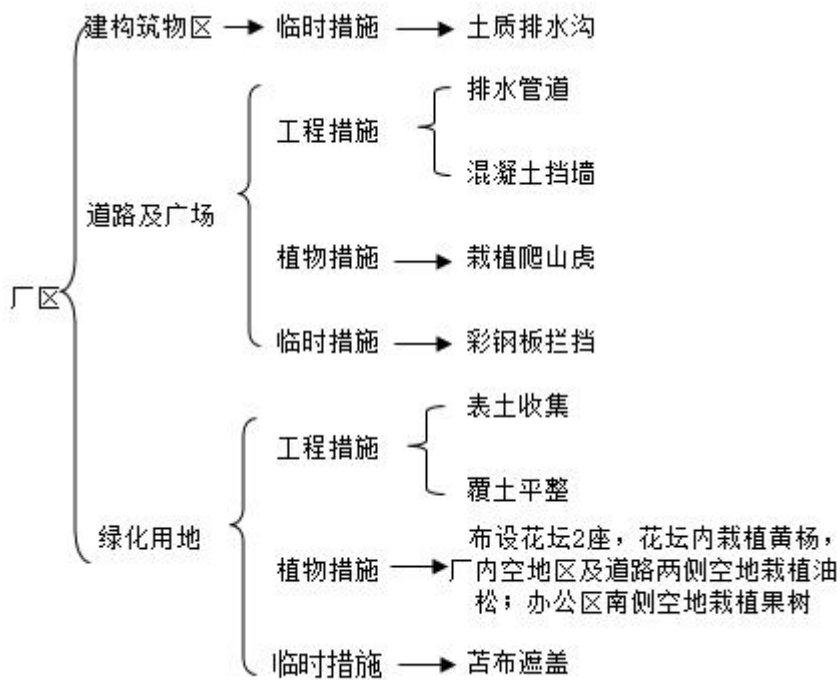 建构筑物区 临时措施 土质排水沟
排水管道
工程措施
混凝土挡墙
道路及广场
植物措施 栽植爬山虎
厂区
临时措施 彩钢板拦挡
表土收集
工程措施
覆土平整
绿化用地
布设花坛2座，花坛内栽植黄杨，
植物措施 厂内空地区及道路两侧空地栽植油
松；办公区南侧空地栽植果树
临时措施 苫布遮盖